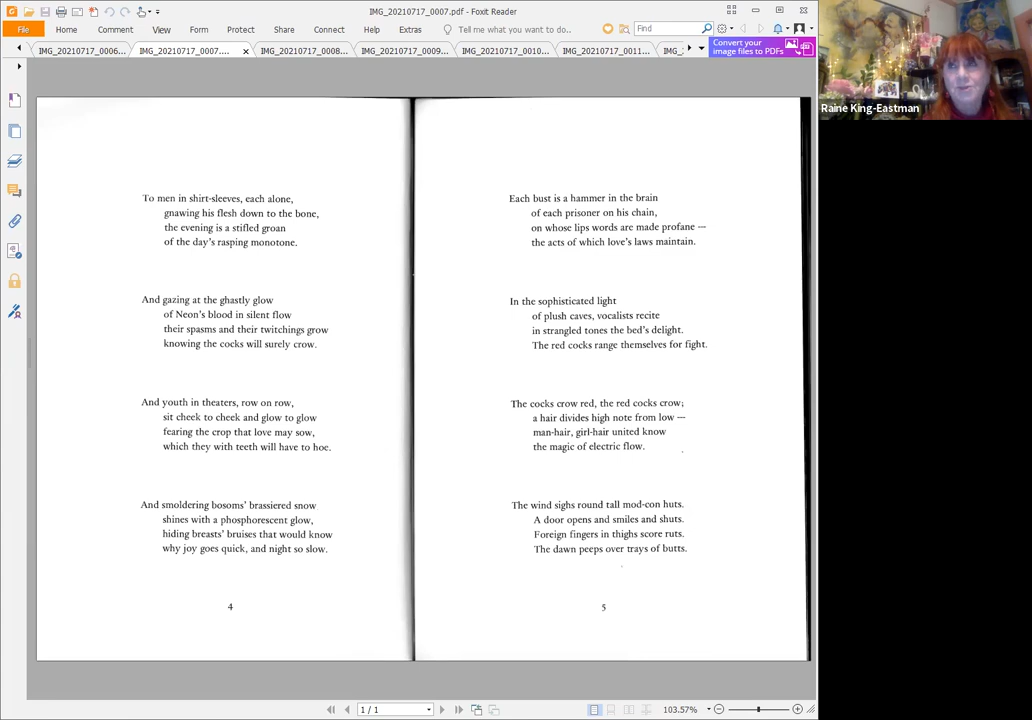 IMG_20210717_0007.pdf - Foxit Reader
File Home Comment View Form Protect Share Connect Help Extras Tell me what you want to do... Find
IMG_20210717_0006... IMG_20210717_0007.... IMG_20210717_0008... IMG_20210717_0009... IMG_20210717_0010... IMG_20210717_0011... IMG_2
Convert your
image files to PDFs
Raine King-Eastman
To men in shirt-sleeves, each alone,
gnawing his flesh down to the bone,
the evening is a stifled groan
of the day's rasping monotone.
And gazing at the ghastly glow
of Neon's blood in silent flow
their spasms and their twitchings grow
knowing the cocks will surely crow.
And youth in theaters, row on row,
sit cheek to cheek and glow to glow
fearing the crop that love may sow,
which they with teeth will have to hoe.
And smoldering bosoms' brassiered snow
shines with a phosphorescent glow,
hiding breasts' bruises that would know
why joy goes quick, and night so slow.
4
Each bust is a hammer in the brain
of each prisoner on his chain,
on whose lips words are made profane —
the acts of which love's laws maintain.
In the sophisticated light
of plush caves, vocalists recite
in strangled tones the bed's delight.
The red cocks range themselves for fight.
The cocks crow red, the red cocks crow;
a hair divides high note from low —
man-hair, girl-hair united know
the magic of electric flow.
The wind sighs round tall mod-con huts.
A door opens and smiles and shuts.
Foreign fingers in thighs score ruts.
The dawn peeps over trays of butts.
5
1 / 1
103.57%